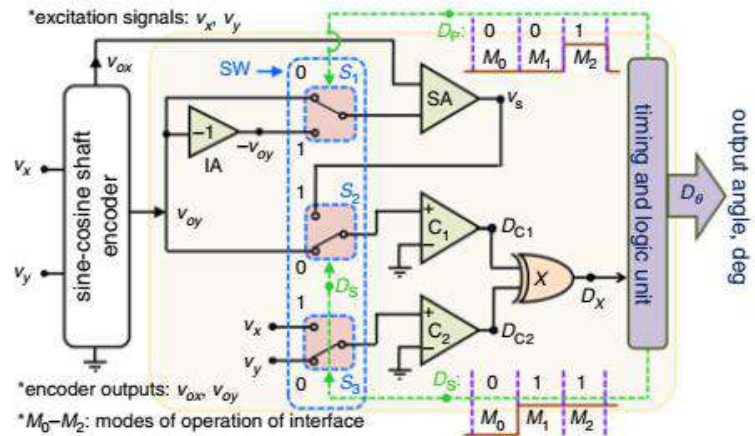 *excitation signals: vx, vy
DP: 0 0 1
M0 M1 M2
vox
SW
0
S1
SA
vs
−1
IA
−voy
1
vx
sine-cosine shaft encoder
voy
vy
1
S2
+
−
C1
DC1
0
DS
X
DX
1
vx
vy
+
−
C2
DC2
0
S3
timing and logic unit
Dθ
output angle, deg
DS: 0 1 1
M0 M1 M2
*encoder outputs: vox, voy
*M0–M2: modes of operation of interface